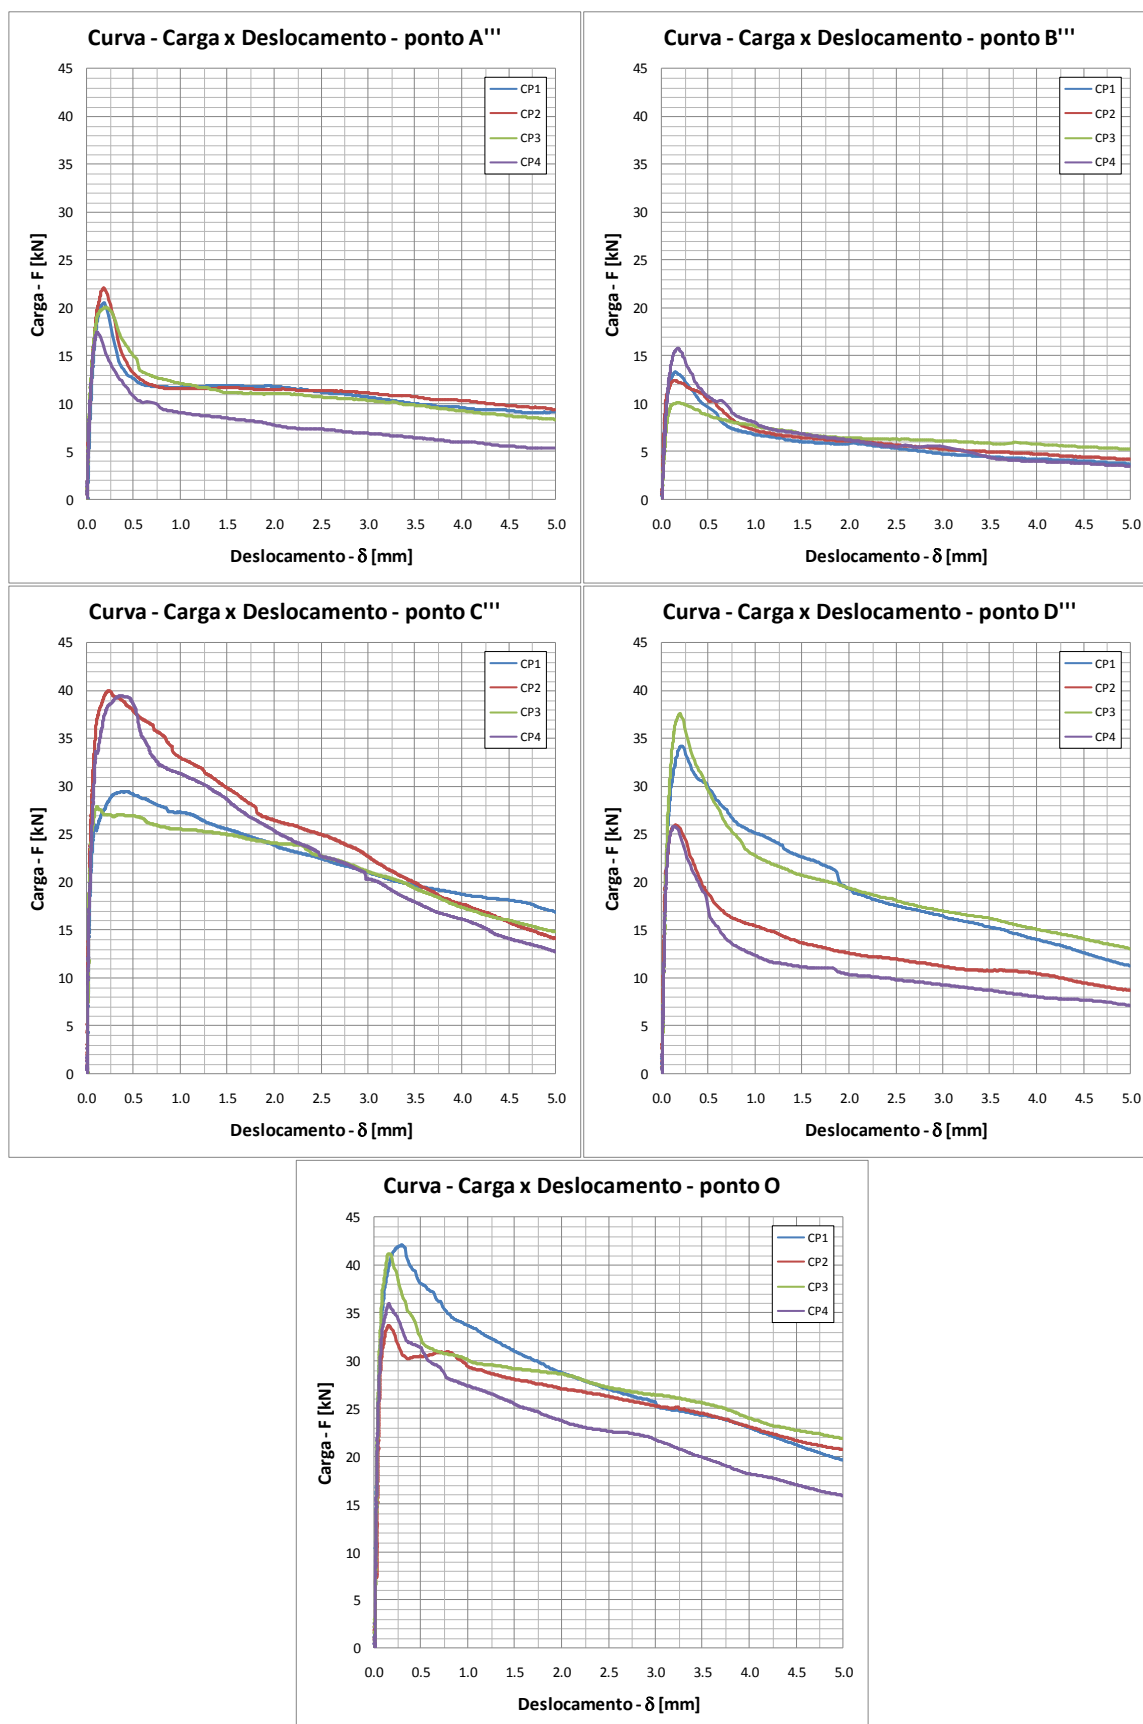 Curva - Carga x Deslocamento - ponto A'''
45
40
35
30
25
20
15
10
5
0
Carga - F [kN]
CP1
CP2
CP3
CP4
0.0 0.5 1.0 1.5 2.0 2.5 3.0 3.5 4.0 4.5 5.0
Deslocamento - δ [mm]
Curva - Carga x Deslocamento - ponto B'''
45
40
35
30
25
20
15
10
5
0
Carga - F [kN]
CP1
CP2
CP3
CP4
0.0 0.5 1.0 1.5 2.0 2.5 3.0 3.5 4.0 4.5 5.0
Deslocamento - δ [mm]
Curva - Carga x Deslocamento - ponto C'''
45
40
35
30
25
20
15
10
5
0
Carga - F [kN]
CP1
CP2
CP3
CP4
0.0 0.5 1.0 1.5 2.0 2.5 3.0 3.5 4.0 4.5 5.0
Deslocamento - δ [mm]
Curva - Carga x Deslocamento - ponto D'''
45
40
35
30
25
20
15
10
5
0
Carga - F [kN]
CP1
CP2
CP3
CP4
0.0 0.5 1.0 1.5 2.0 2.5 3.0 3.5 4.0 4.5 5.0
Deslocamento - δ [mm]
Curva - Carga x Deslocamento - ponto O
45
40
35
30
25
20
15
10
5
0
Carga - F [kN]
CP1
CP2
CP3
CP4
0.0 0.5 1.0 1.5 2.0 2.5 3.0 3.5 4.0 4.5 5.0
Deslocamento - δ [mm]